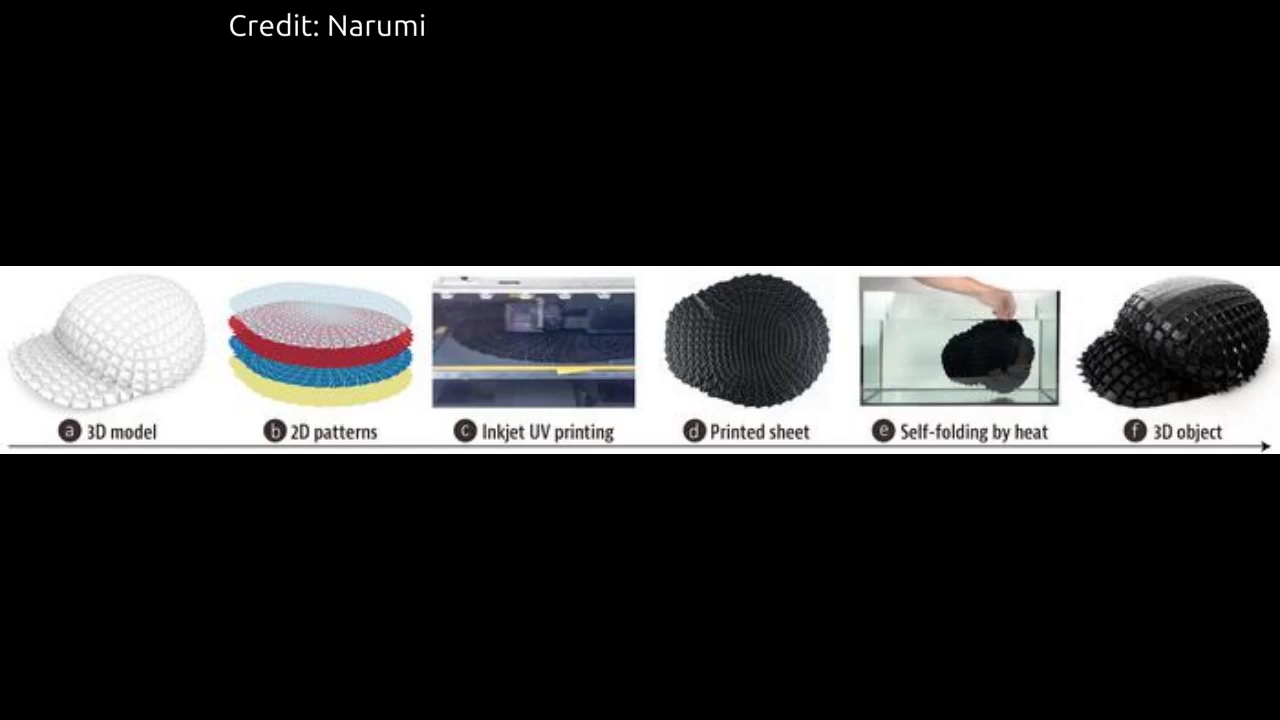 Credit: Narumi
a 3D model
b 2D patterns
c Inkjet UV printing
d Printed sheet
e Self-folding by heat
f 3D object